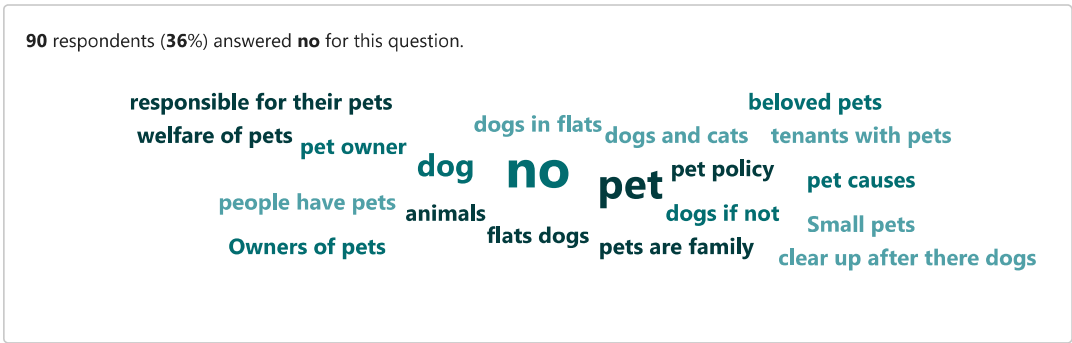 90 respondents (36%) answered no for this question.
responsible for their pets
beloved pets
dogs in flats
welfare of pets
dogs and cats
tenants with pets
pet owner
dog
no
pet policy
pet
pet causes
people have pets
animals
dogs if not
Small pets
flats dogs
Owners of pets
pets are family
clear up after there dogs